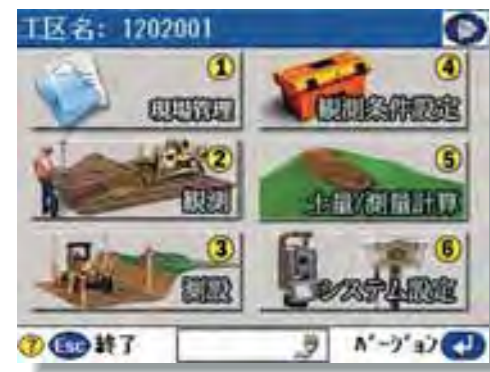 工区名: 1202001
① 現場管理
④ 観測条件設定
② 観測
⑤ 土量/測量計算
③ 測設
⑥ システム設定
? Esc 終了
ﾊﾞｰｼﾞｮﾝ